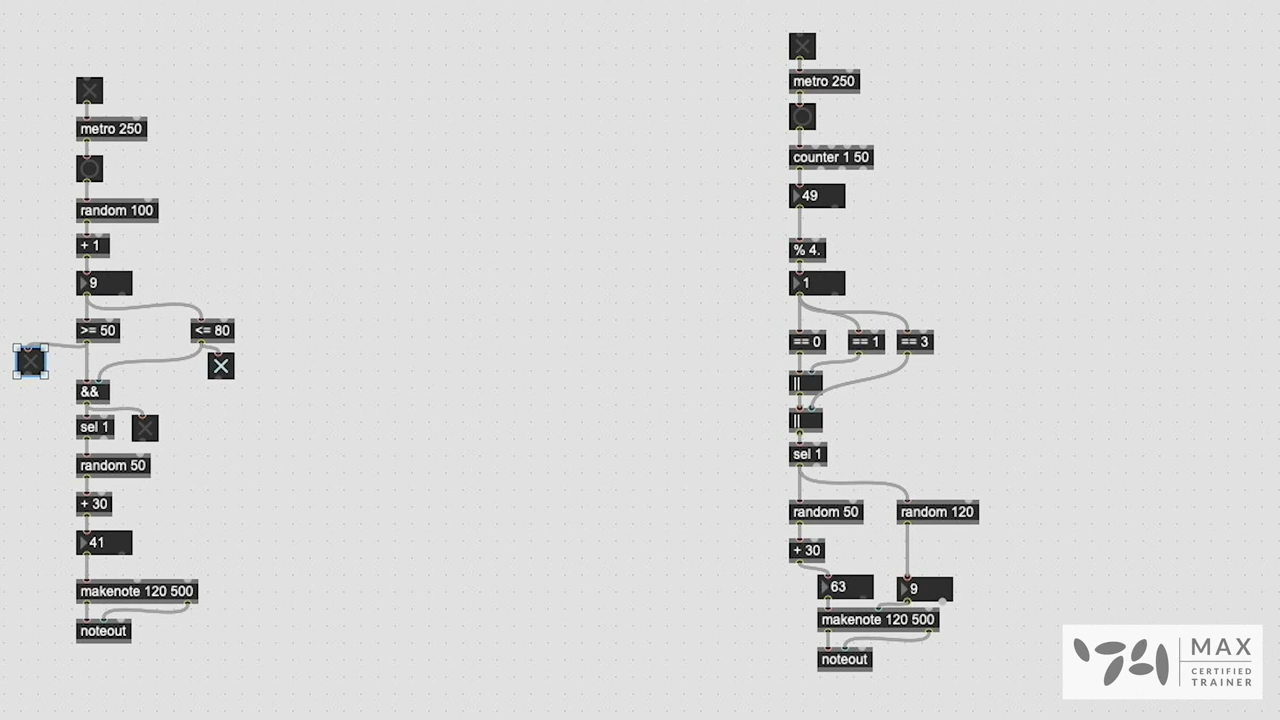 metro 250
random 100
+ 1
9
>= 50
<= 80
&&
sel 1
random 50
+ 30
41
makenote 120 500
noteout
metro 250
counter 1 50
49
% 4.
1
== 0
== 1
== 3
||
||
sel 1
random 50
random 120
+ 30
63
9
makenote 120 500
noteout
MAX
CERTIFIED
TRAINER